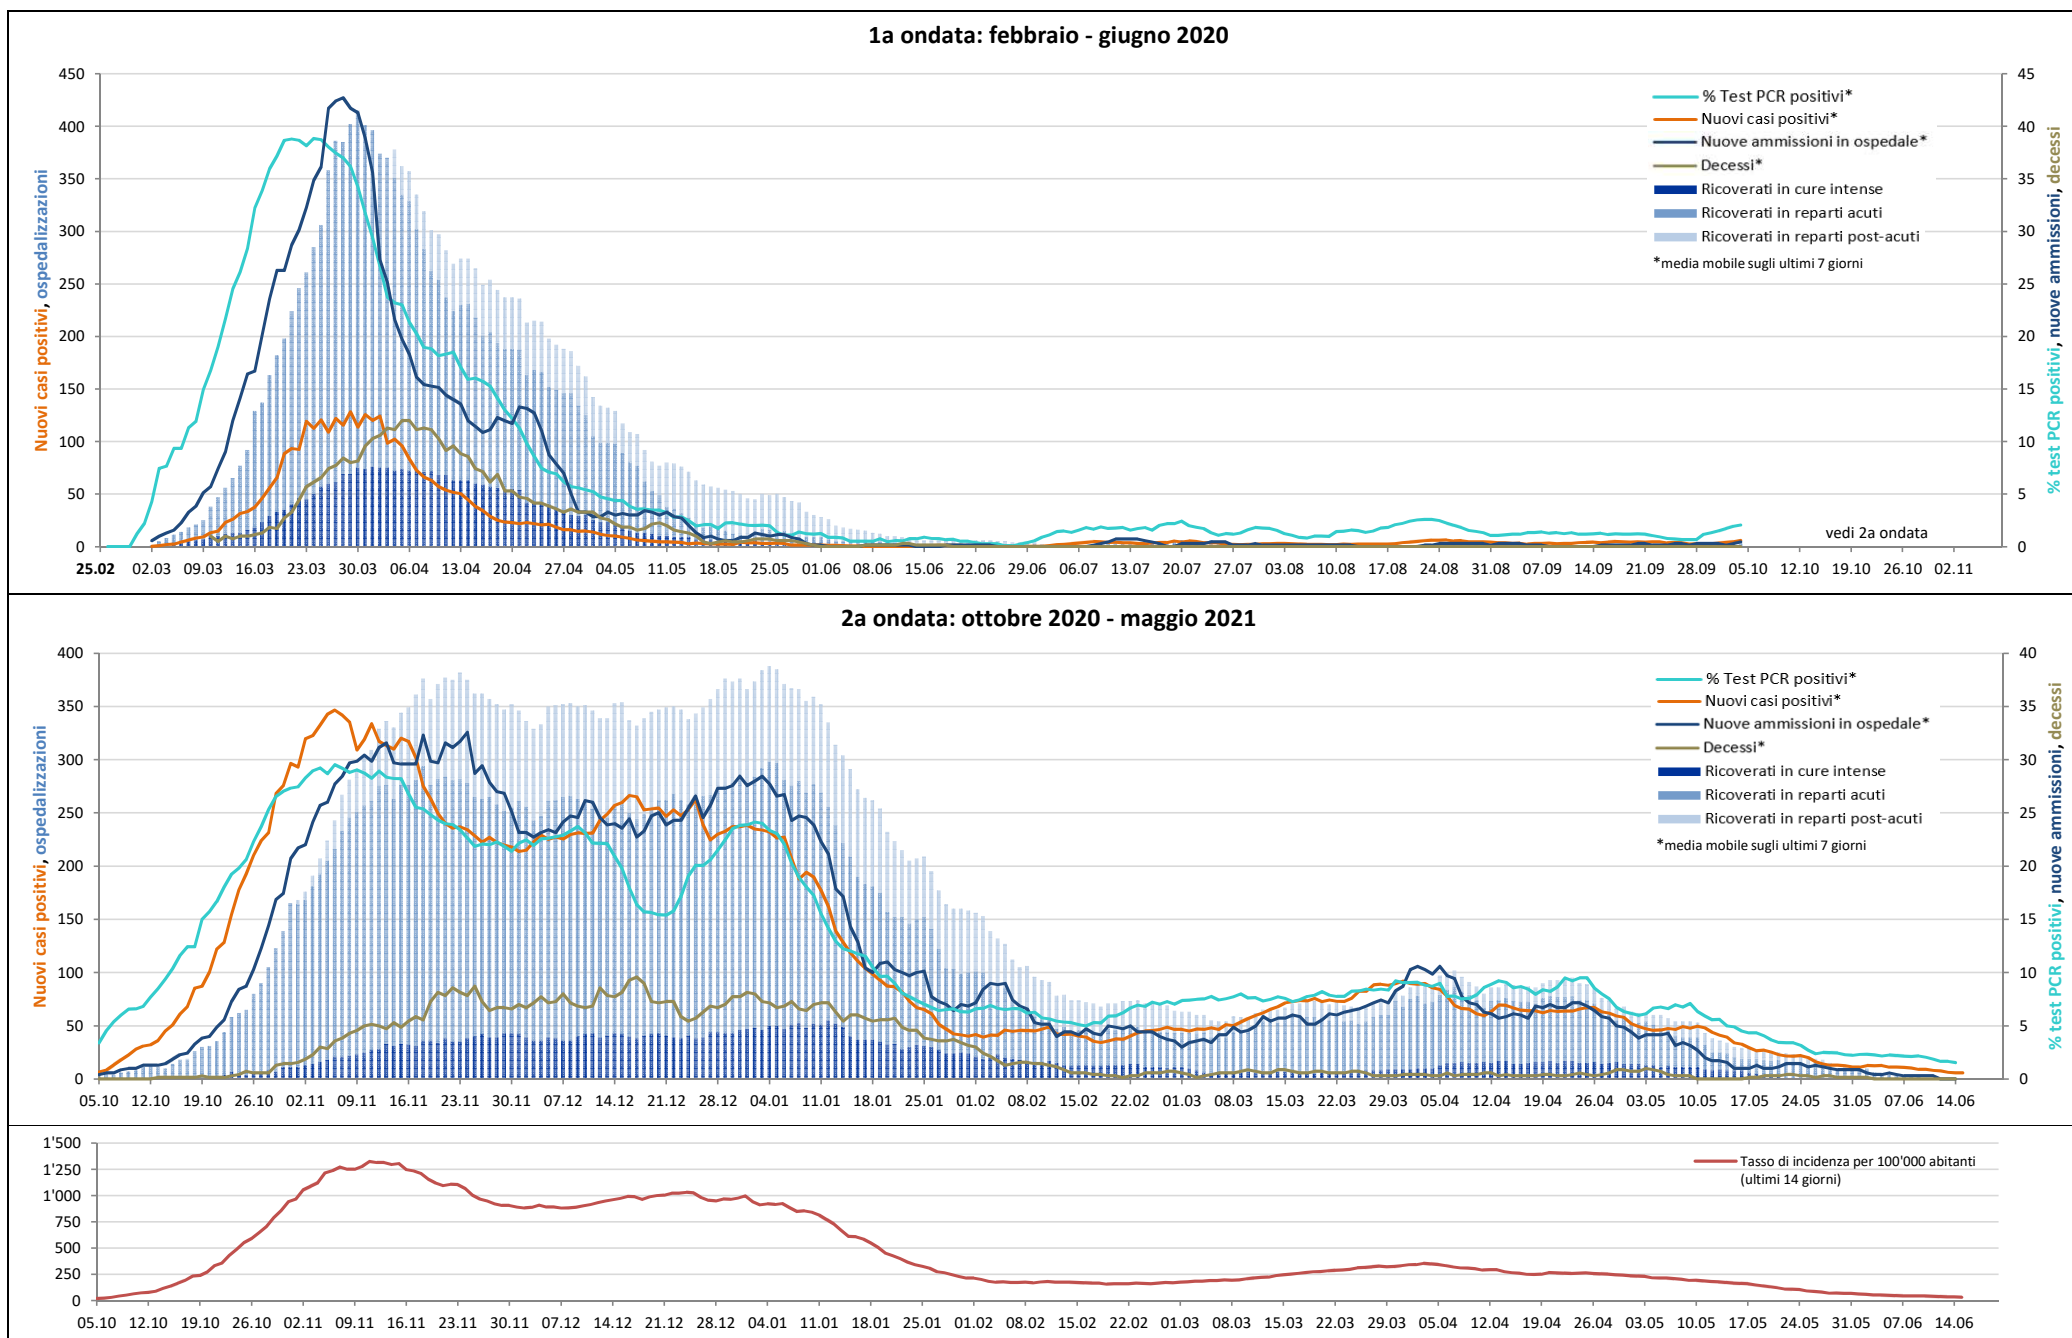 1a ondata: febbraio - giugno 2020
450
400
350
300
250
200
150
100
50
0
45
40
35
30
25
20
15
10
5
0
Nuovi casi positivi, ospedalizzazioni
% test PCR positivi, nuove ammissioni, decessi
% Test PCR positivi*
Nuovi casi positivi*
Nuove ammissioni in ospedale*
Decessi*
Ricoverati in cure intense
Ricoverati in reparti acuti
Ricoverati in reparti post-acuti
*media mobile sugli ultimi 7 giorni
vedi 2a ondata
25.02 02.03 09.03 16.03 23.03 30.03 06.04 13.04 20.04 27.04 04.05 11.05 18.05 25.05 01.06 08.06 15.06 22.06 29.06 06.07 13.07 20.07 27.07 03.08 10.08 17.08 24.08 31.08 07.09 14.09 21.09 28.09 05.10 12.10 19.10 26.10 02.11
2a ondata: ottobre 2020 - maggio 2021
400
350
300
250
200
150
100
50
0
40
35
30
25
20
15
10
5
0
Nuovi casi positivi, ospedalizzazioni
% test PCR positivi, nuove ammissioni, decessi
% Test PCR positivi*
Nuovi casi positivi*
Nuove ammissioni in ospedale*
Decessi*
Ricoverati in cure intense
Ricoverati in reparti acuti
Ricoverati in reparti post-acuti
*media mobile sugli ultimi 7 giorni
05.10 12.10 19.10 26.10 02.11 09.11 16.11 23.11 30.11 07.12 14.12 21.12 28.12 04.01 11.01 18.01 25.01 01.02 08.02 15.02 22.02 01.03 08.03 15.03 22.03 29.03 05.04 12.04 19.04 26.04 03.05 10.05 17.05 24.05 31.05 07.06 14.06
1'500
1'250
1'000
750
500
250
0
Tasso di incidenza per 100'000 abitanti
(ultimi 14 giorni)
05.10 12.10 19.10 26.10 02.11 09.11 16.11 23.11 30.11 07.12 14.12 21.12 28.12 04.01 11.01 18.01 25.01 01.02 08.02 15.02 22.02 01.03 08.03 15.03 22.03 29.03 05.04 12.04 19.04 26.04 03.05 10.05 17.05 24.05 31.05 07.06 14.06